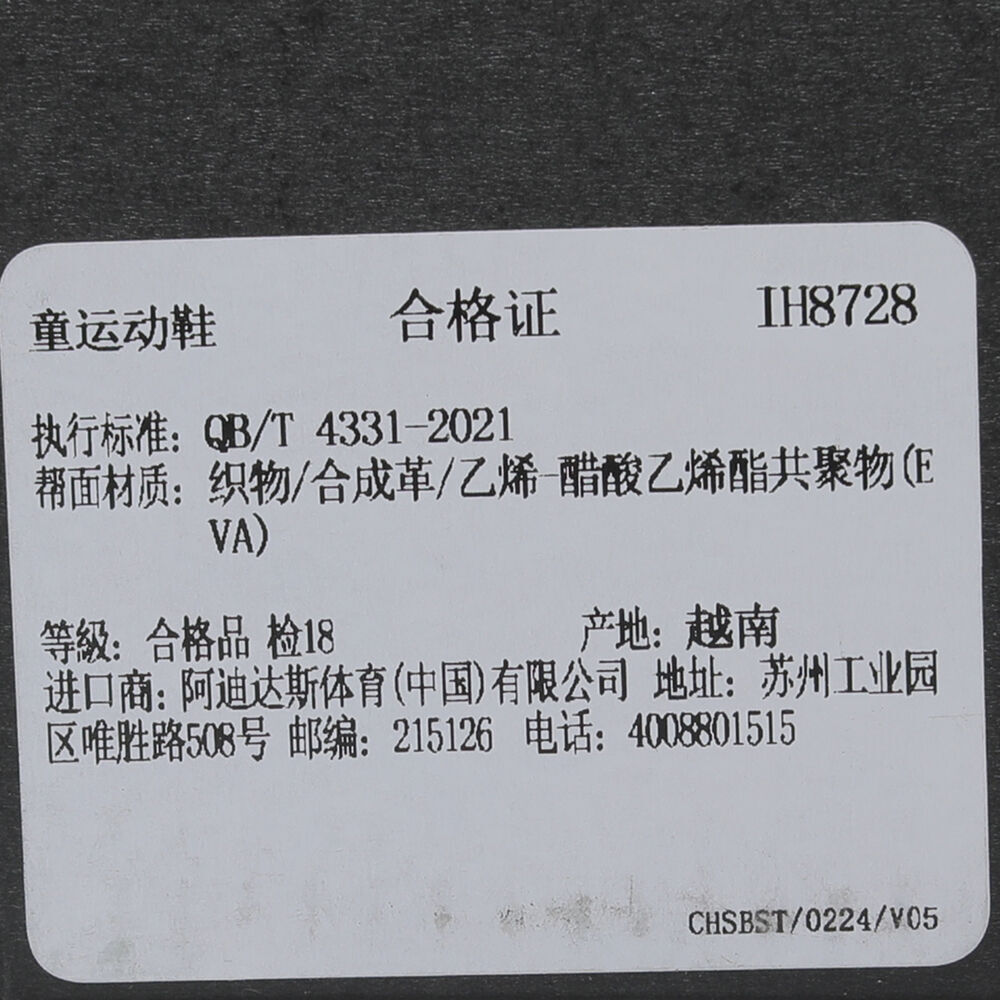 童运动鞋 合格证 IH8728
执行标准: QB/T 4331-2021
帮面材质: 织物/合成革/乙烯-醋酸乙烯酯共聚物(E
VA)
等級: 合格品 检18 产地: 越南
进口商: 阿迪达斯体育(中国)有限公司 地址: 苏州工业园
区唯胜路508号 邮编: 215126 电话: 4008801515
CHSBST/0224/V05